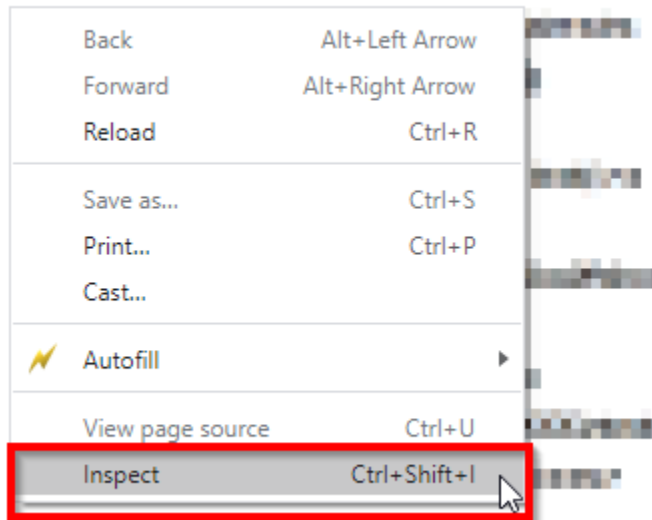 Back Alt+Left Arrow
Forward Alt+Right Arrow
Reload Ctrl+R
Save as... Ctrl+S
Print... Ctrl+P
Cast...
Autofill
View page source Ctrl+U
Inspect Ctrl+Shift+I